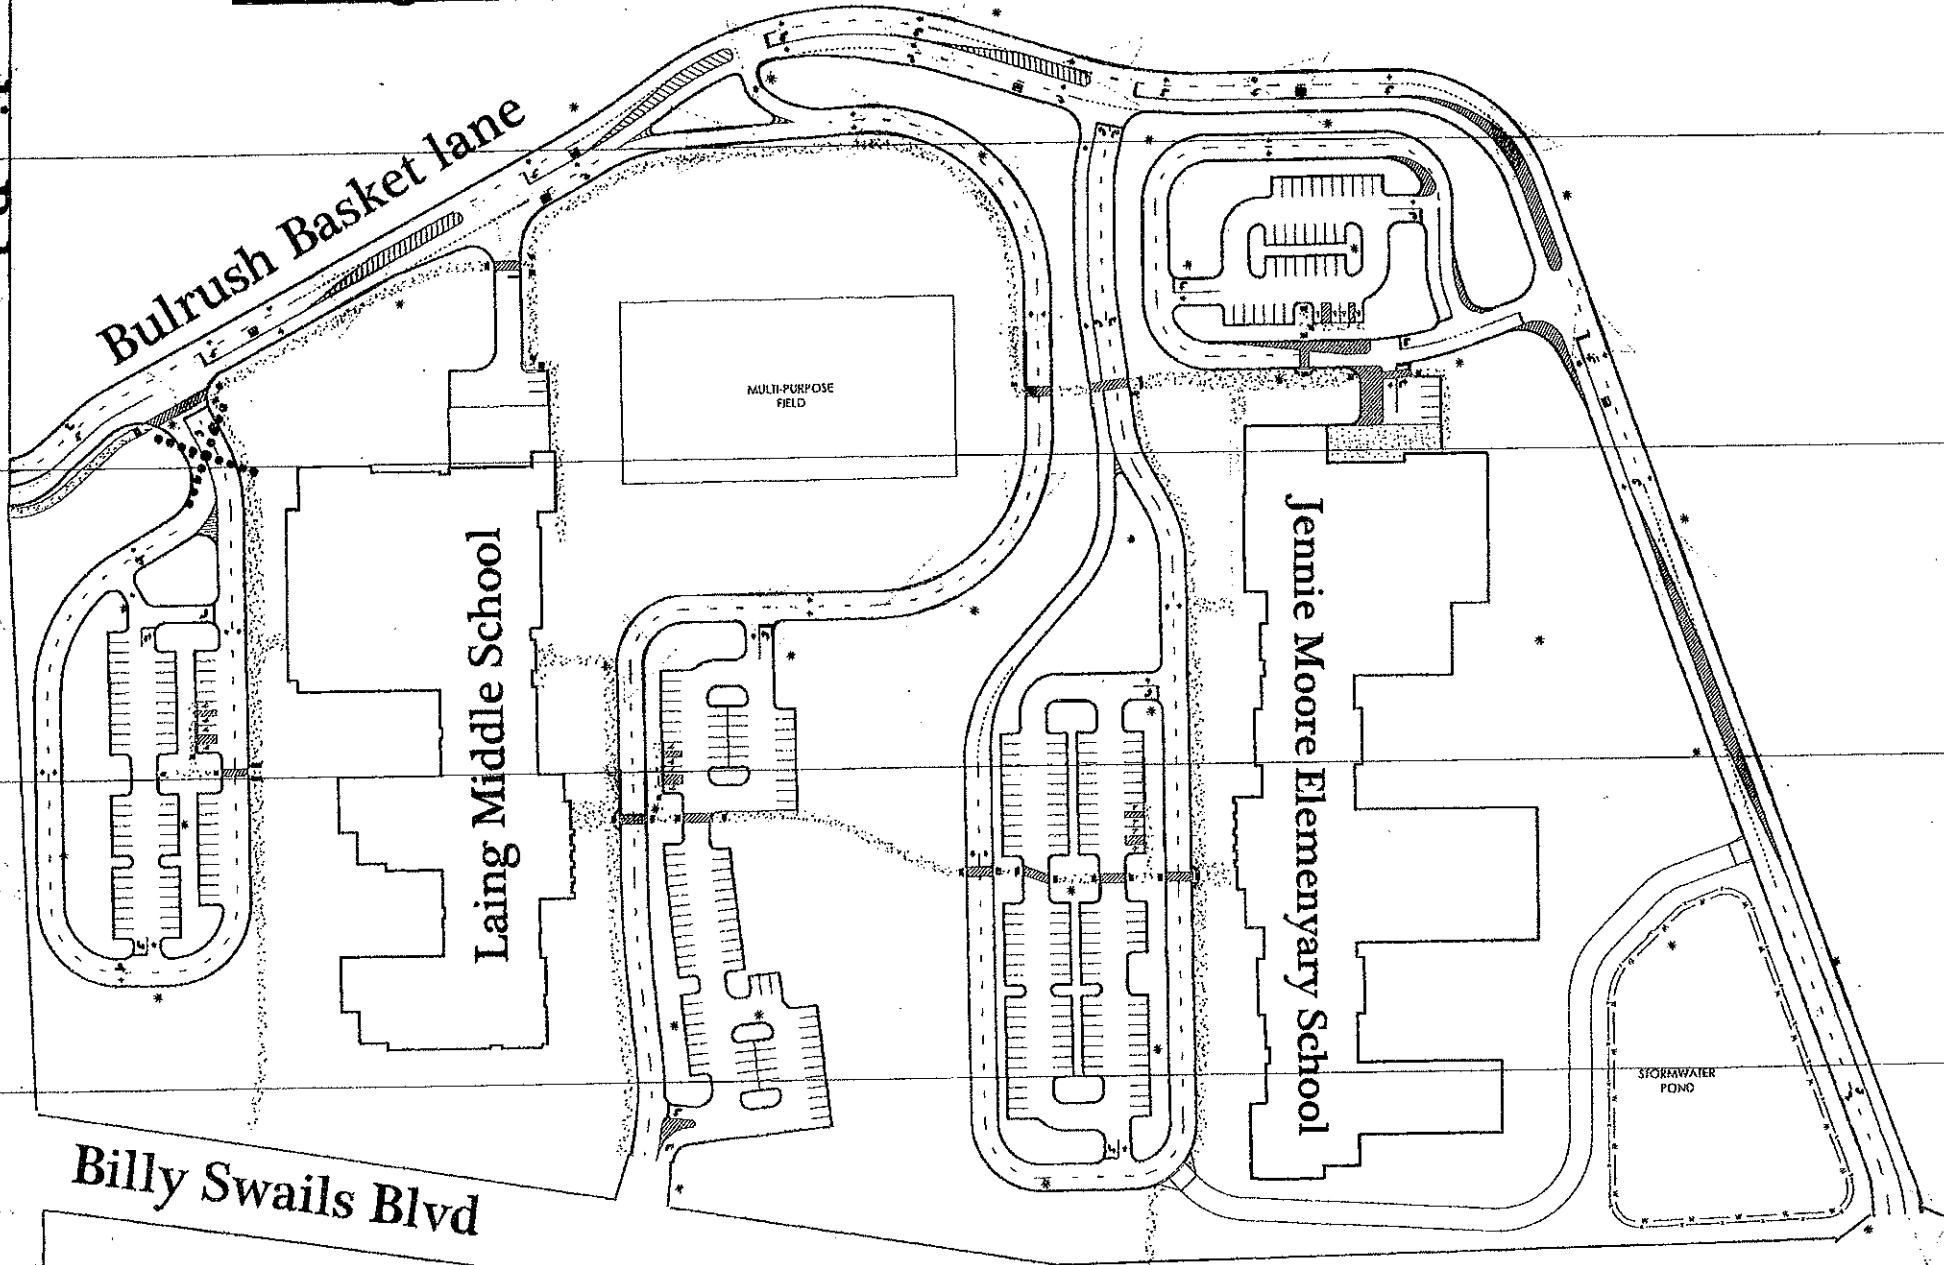 Bulrush Basket lane
MULTI-PURPOSE
FIELD
Laing Middle School
Jennie Moore Elemenyary School
STORMWATER
POND
Billy Swails Blvd